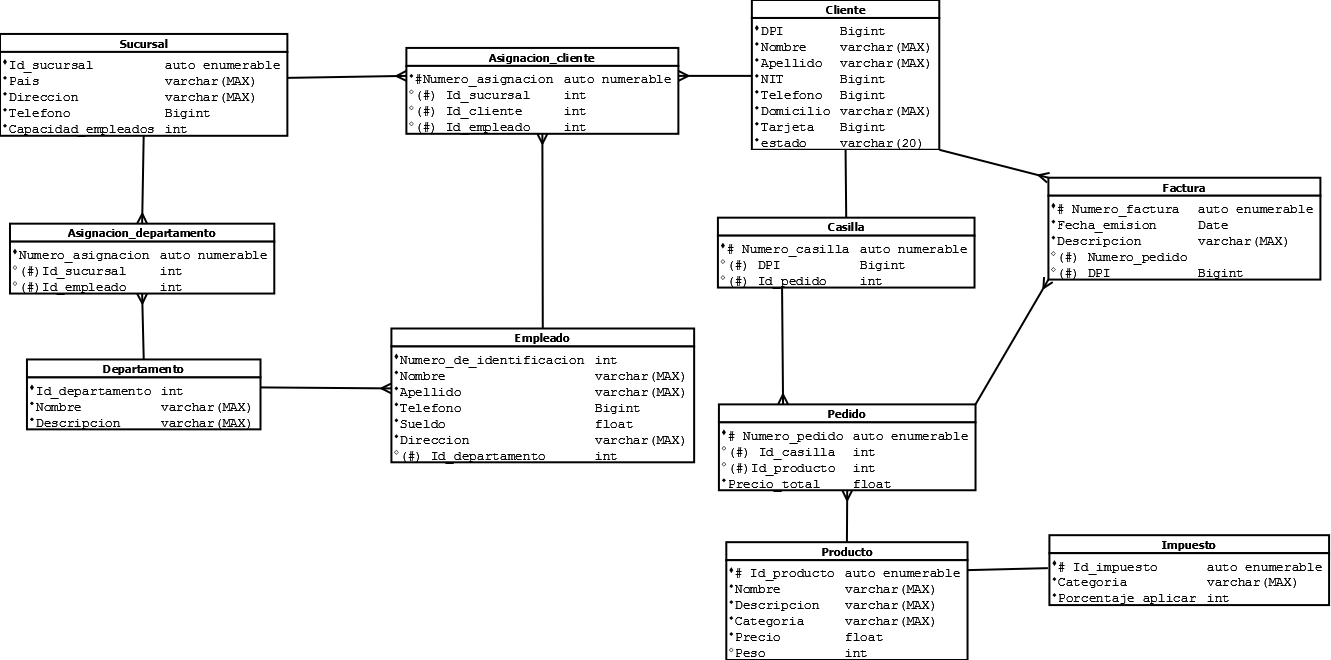 Sucursal
Id_sucursal auto enumerable
Pais varchar(MAX)
Direccion varchar(MAX)
Telefono Bigint
Capacidad_empleados int
Asignacion_cliente
#Numero_asignacion auto numerable
(#) Id_sucursal int
(#) Id_cliente int
(#) Id_empleado int
Cliente
DPI Bigint
Nombre varchar(MAX)
Apellido varchar(MAX)
NIT Bigint
Telefono Bigint
Domicilio varchar(MAX)
Tarjeta Bigint
estado varchar(20)
Factura
# Numero_factura auto enumerable
Fecha_emision Date
Descripcion varchar(MAX)
(#) Numero_pedido
(#) DPI Bigint
Asignacion_departamento
Numero_asignacion auto numerable
(#)Id_sucursal int
(#)Id_empleado int
Casilla
# Numero_casilla auto numerable
(#) DPI Bigint
(#) Id_pedido int
Departamento
Id_departamento int
Nombre varchar(MAX)
Descripcion varchar(MAX)
Empleado
Numero_de_identificacion int
Nombre varchar(MAX)
Apellido varchar(MAX)
Telefono Bigint
Sueldo float
Direccion varchar(MAX)
(#) Id_departamento int
Pedido
# Numero_pedido auto enumerable
(#) Id_casilla int
(#)Id_producto int
Precio_total float
Producto
# Id_producto auto enumerable
Nombre varchar(MAX)
Descripcion varchar(MAX)
Categoria varchar(MAX)
Precio float
Peso int
Impuesto
# Id_impuesto auto enumerable
Categoria varchar(MAX)
Porcentaje_aplicar int